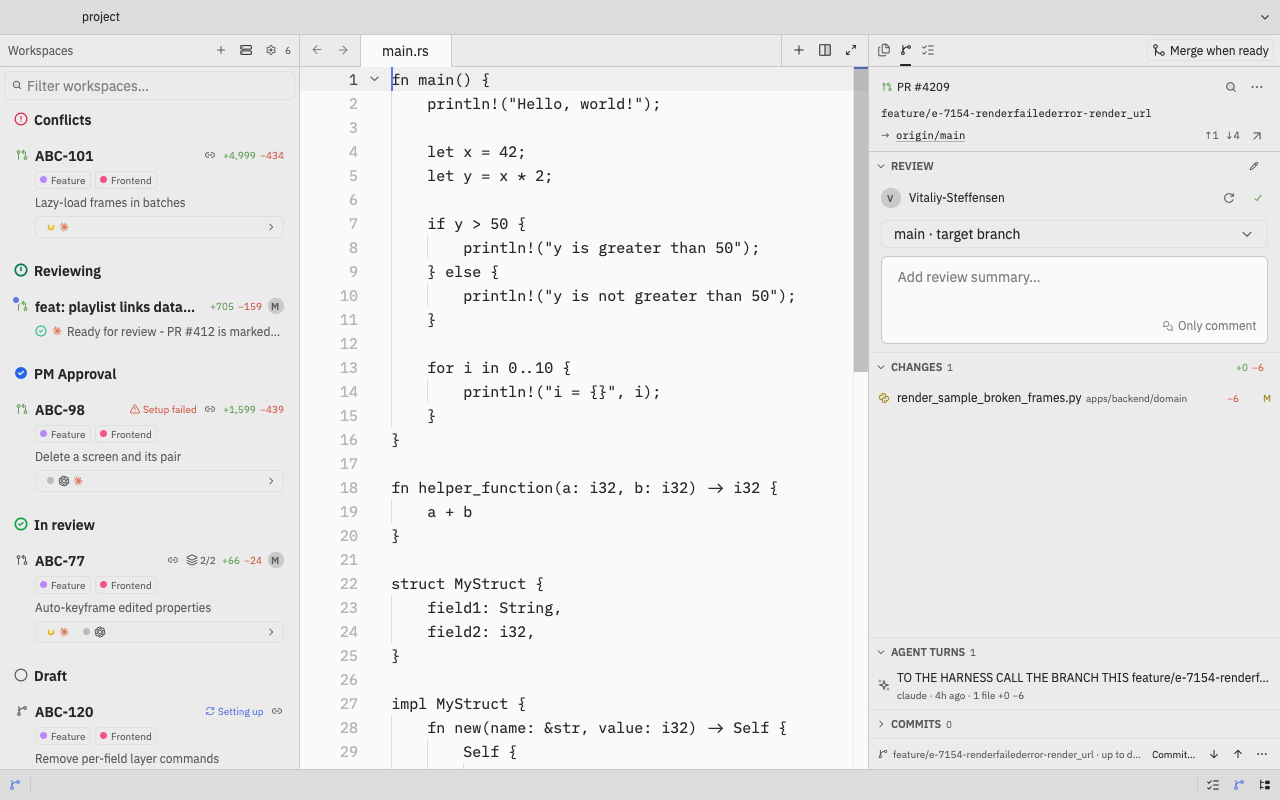 project
Workspaces
6
Filter workspaces...
Conflicts
ABC-101
+4,999 −434
Feature
Frontend
Lazy-load frames in batches
Reviewing
feat: playlist links data...
+705 −159
M
Ready for review - PR #412 is marked...
PM Approval
ABC-98
Setup failed
+1,599 −439
Feature
Frontend
Delete a screen and its pair
In review
ABC-77
2/2
+66 −24
M
Feature
Frontend
Auto-keyframe edited properties
Draft
ABC-120
Setting up
Feature
Frontend
Remove per-field layer commands
main.rs
1 fn main() {
2     println!("Hello, world!");
3
4     let x = 42;
5     let y = x * 2;
6
7     if y > 50 {
8         println!("y is greater than 50");
9     } else {
10         println!("y is not greater than 50");
11     }
12
13     for i in 0..10 {
14         println!("i = {}", i);
15     }
16 }
17
18 fn helper_function(a: i32, b: i32) -> i32 {
19     a + b
20 }
21
22 struct MyStruct {
23     field1: String,
24     field2: i32,
25 }
26
27 impl MyStruct {
28     fn new(name: &str, value: i32) -> Self {
29         Self {
Merge when ready
PR #4209
feature/e-7154-renderfailederror-render_url
→ origin/main
↑1 ↓4
REVIEW
V
Vitaliy-Steffensen
main · target branch
Add review summary...
Only comment
CHANGES 1
+0 −6
render_sample_broken_frames.py apps/backend/domain
−6
M
AGENT TURNS 1
TO THE HARNESS CALL THE BRANCH THIS feature/e-7154-renderf...
claude · 4h ago · 1 file +0 −6
COMMITS 0
feature/e-7154-renderfailederror-render_url · up to d...
Commit...